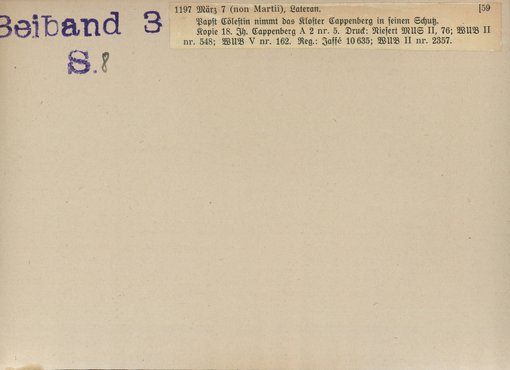 Beiband 3
S. 8
1197 März 7 (non Martii), Lateran. [59
Papst Cölestin nimmt das Kloster Cappenberg in seinen Schutz.
Kopie 18. Jh. Cappenberg A 2 nr. 5. Druck: Niesert MUS II, 76; WUB II
nr. 548; WUB V nr. 162. Reg.: Jaffé 10 635; WUB II nr. 2357.